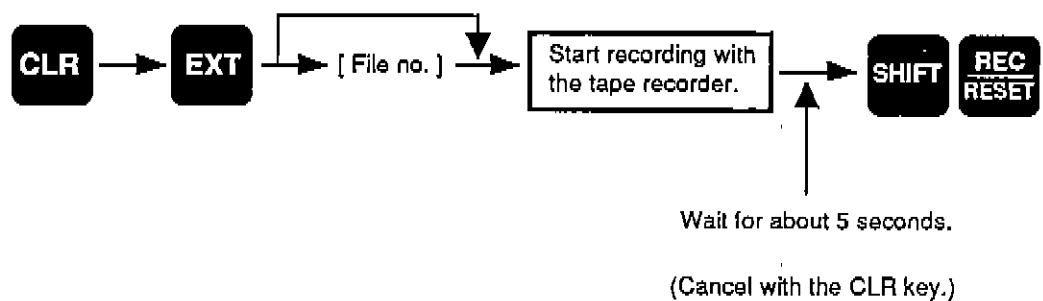 CLR
EXT
[ File no. ]
Start recording with
the tape recorder.
SHIFT
REC
RESET
Wait for about 5 seconds.
(Cancel with the CLR key.)